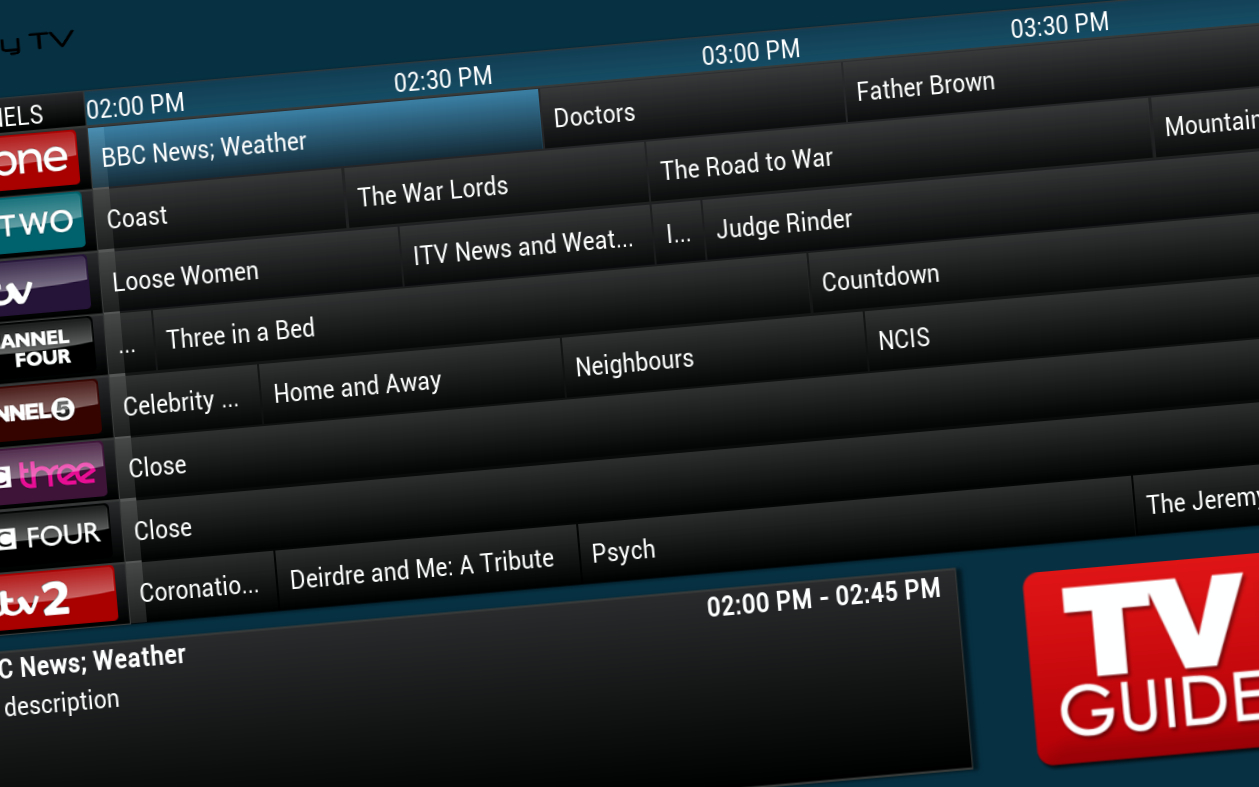 y TV
02:00 PM 02:30 PM 03:00 PM 03:30 PM
ELS
one BBC News; Weather Doctors Father Brown
TWO Coast The War Lords The Road to War Mountain
tv Loose Women ITV News and Weat... I... Judge Rinder
ANNEL FOUR ... Three in a Bed Countdown
NNEL5 Celebrity ... Home and Away Neighbours NCIS
C three Close
C FOUR Close
itv2 Coronatio... Deirdre and Me: A Tribute Psych The Jeremy
02:00 PM - 02:45 PM
C News; Weather
description
TV
GUIDE